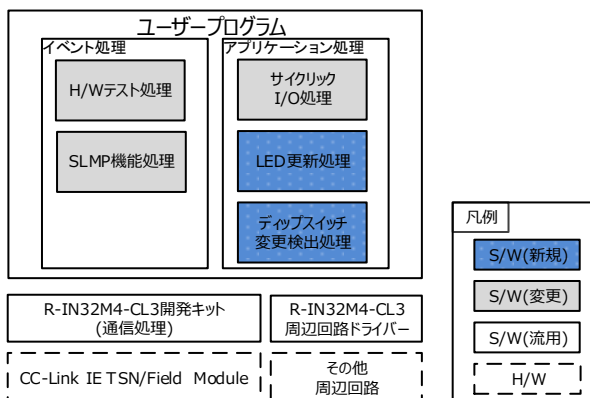 ユーザープログラム
イベント処理
アプリケーション処理
H/Wテスト処理
サイクリック
I/O処理
SLMP機能処理
LED更新処理
ディップスイッチ
変更検出処理
R-IN32M4-CL3開発キット
(通信処理)
R-IN32M4-CL3
周辺回路ドライバー
CC-Link IE TSN/Field Module
その他
周辺回路
凡例
S/W(新規)
S/W(変更)
S/W(流用)
H/W